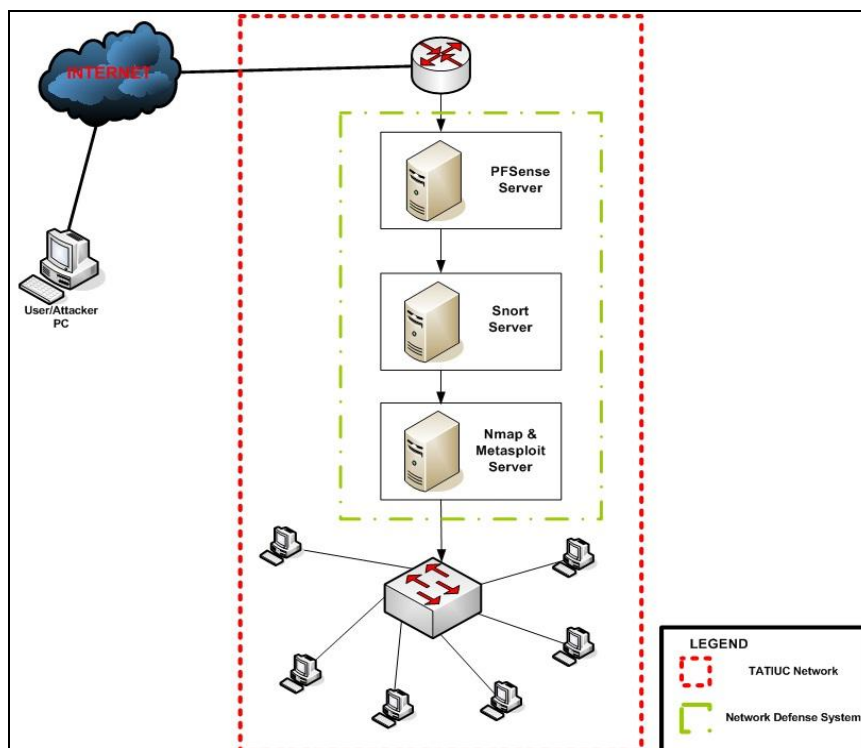 INTERNET
PFSense
Server
User/Attacker
PC
Snort
Server
Nmap &
Metasploit
Server
LEGEND
TATIUC Network
Network Defense System